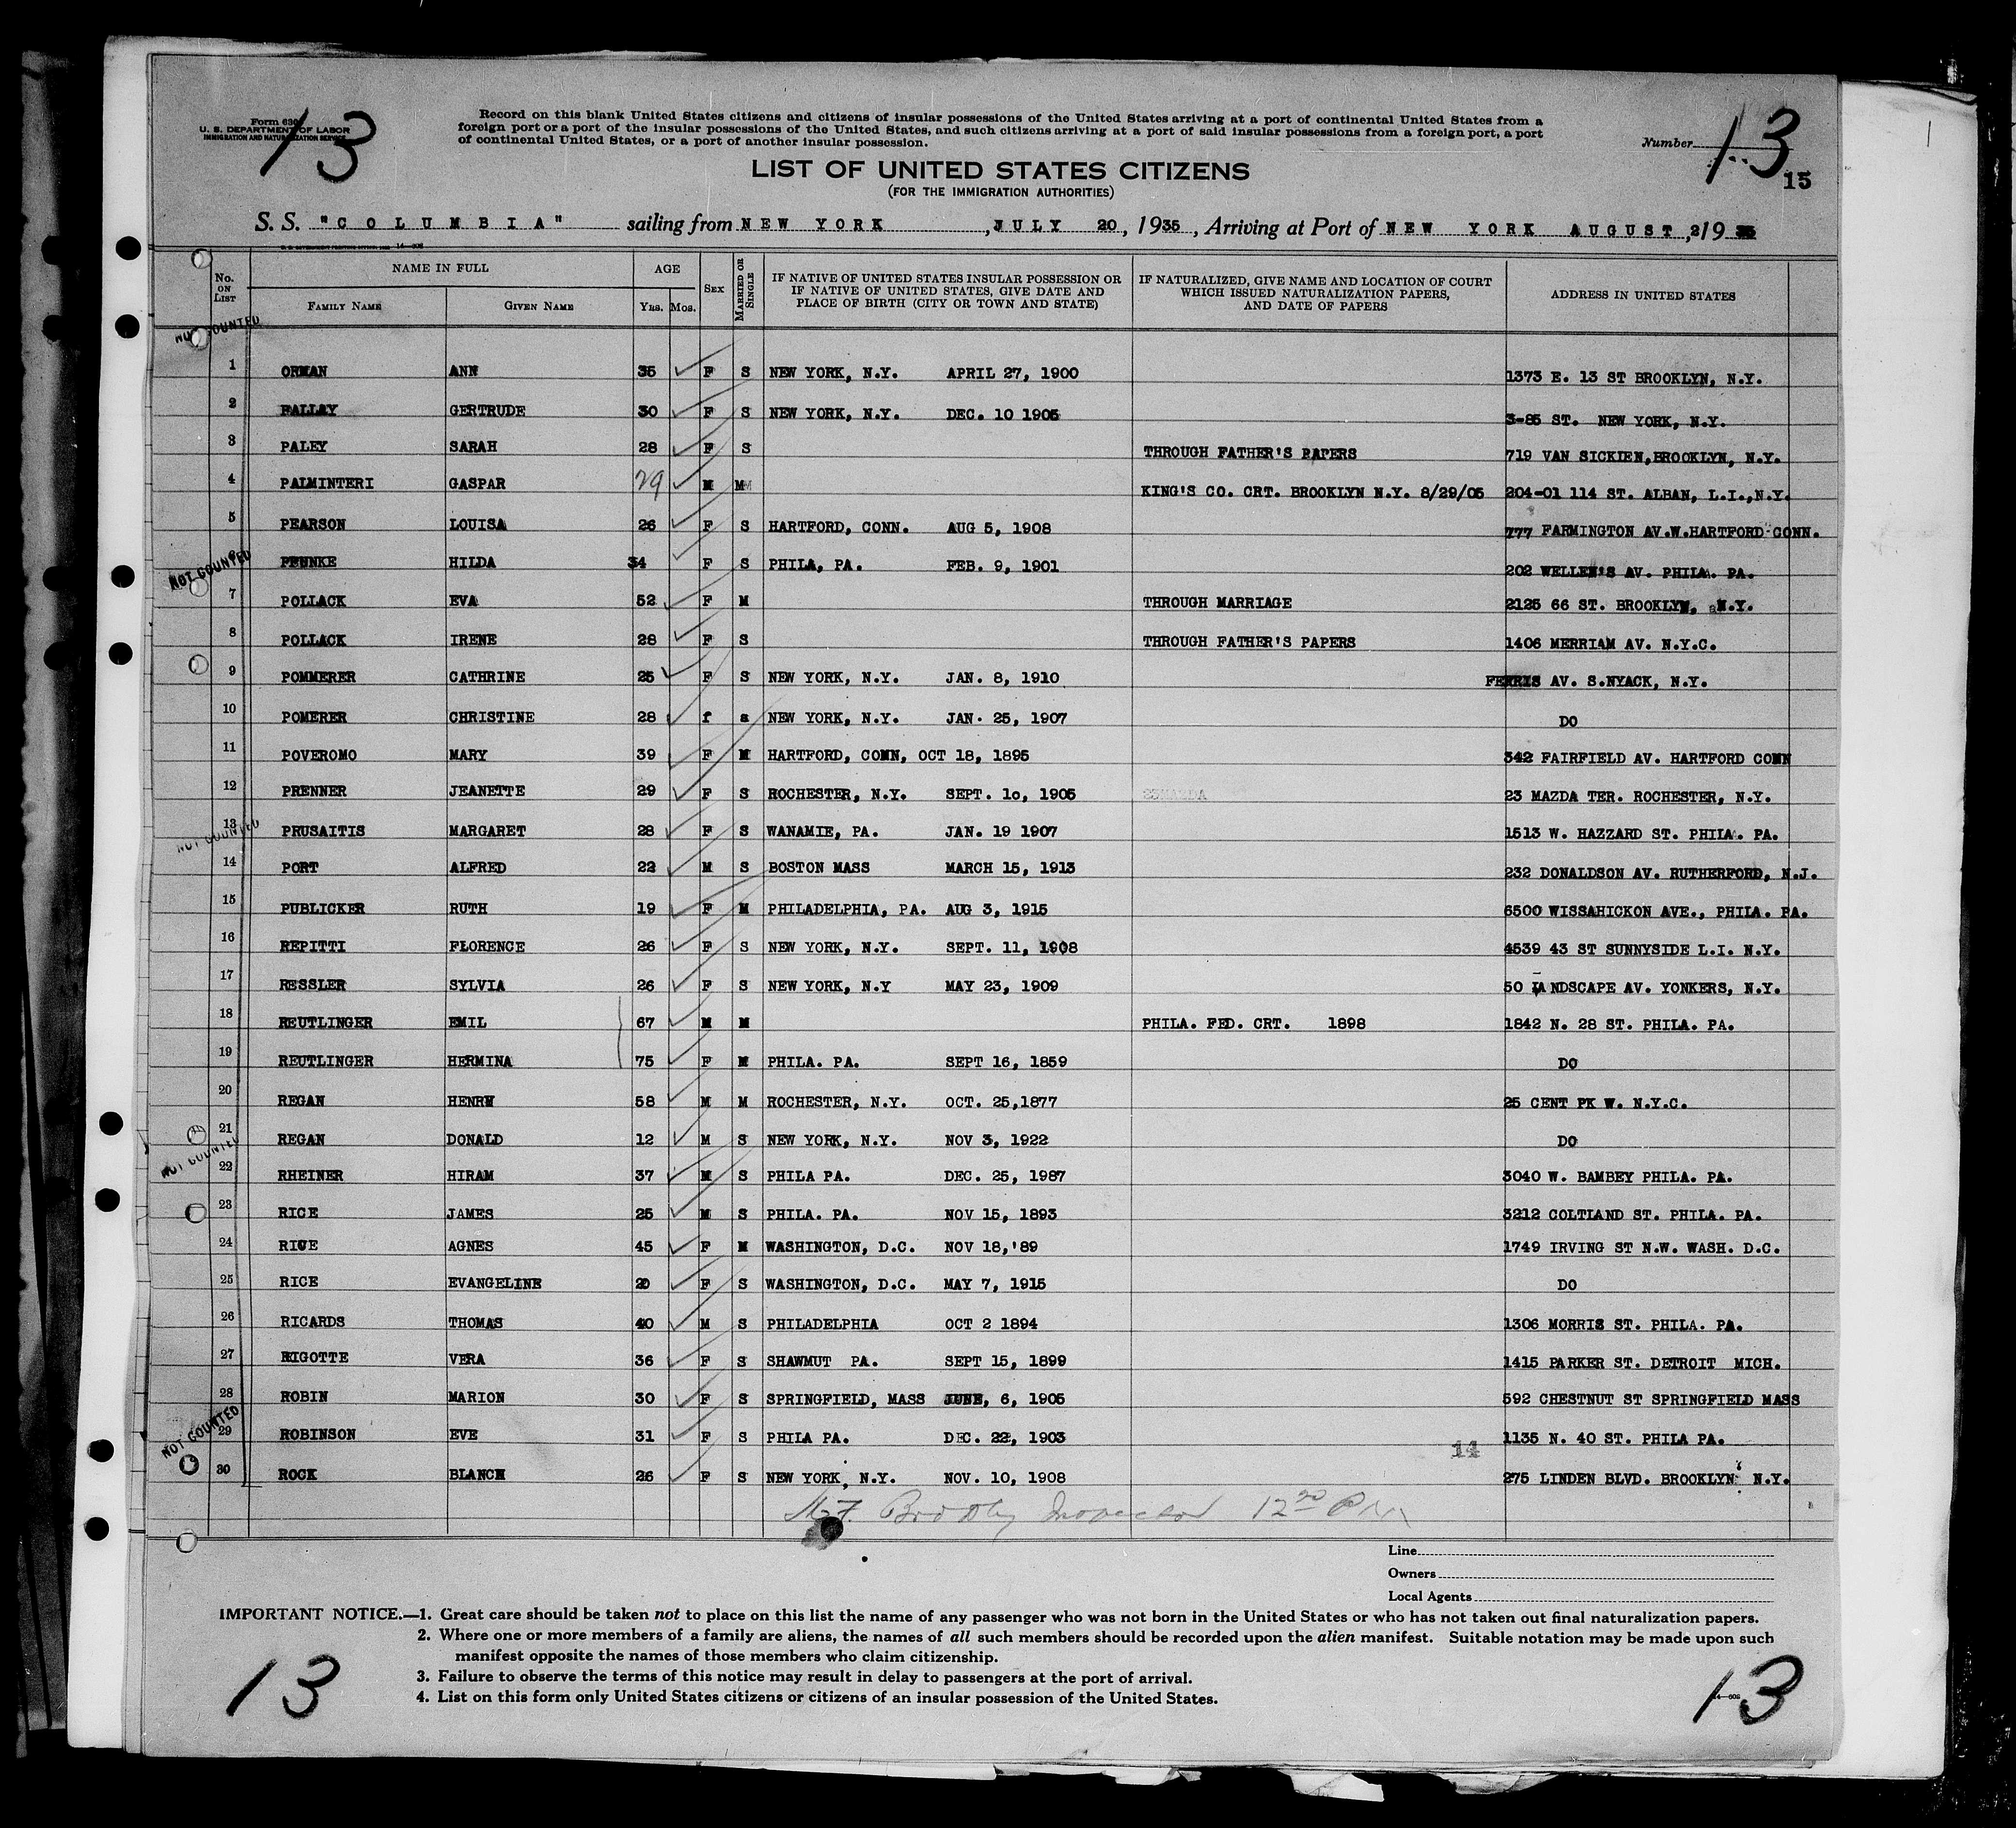 Form 630
U. S. DEPARTMENT OF LABOR
IMMIGRATION AND NATURALIZATION SERVICE
13
Record on this blank United States citizens and citizens of insular possessions of the United States arriving at a port of continental United States from a
foreign port or a port of the insular possessions of the United States, and such citizens arriving at a port of said insular possessions from a foreign port, a port
of continental United States, or a port of another insular possession.
Number 13
15
LIST OF UNITED STATES CITIZENS
(FOR THE IMMIGRATION AUTHORITIES)
S. S. "COLUMBIA" sailing from NEW YORK, JULY 20, 1935, Arriving at Port of NEW YORK AUGUST, 2 19 35
No. ON LIST NAME IN FULL AGE SEX MARRIED OR SINGLE IF NATIVE OF UNITED STATES INSULAR POSSESSION OR IF NATIVE OF UNITED STATES, GIVE DATE AND PLACE OF BIRTH (CITY OR TOWN AND STATE) IF NATURALIZED, GIVE NAME AND LOCATION OF COURT WHICH ISSUED NATURALIZATION PAPERS, AND DATE OF PAPERS ADDRESS IN UNITED STATES
FAMILY NAME GIVEN NAME YRS. MOS.
NOT COUNTED
1 ORMAN ANN 35 F S NEW YORK, N.Y. APRIL 27, 1900 1373 E. 13 ST BROOKLYN, N.Y.
2 PALLAY GERTRUDE 30 F S NEW YORK, N.Y. DEC. 10 1905 3-85 ST. NEW YORK, N.Y.
3 PALEY SARAH 28 F S THROUGH FATHER'S PAPERS 719 VAN SICKIEN, BROOKLYN, N.Y.
4 PALMINTERI GASPAR 29 M M KING'S CO. CRT. BROOKLYN N.Y. 8/29/05 204-01 114 ST. ALBAN, L.I., N.Y.
5 PEARSON LOUISA 26 F S HARTFORD, CONN. AUG 5, 1908 777 FARMINGTON AV.W.HARTFORD CONN.
NOT COUNTED
6 HILDA 34 F S PHILA, PA. FEB. 9, 1901 202 WELLEN'S AV. PHILA. PA.
7 POLLACK EVA 52 F M THROUGH MARRIAGE 2125 66 ST. BROOKLYN, N.Y.
8 POLLACK IRENE 28 F S THROUGH FATHER'S PAPERS 1406 MERRIAM AV. N.Y.C.
9 POMMERER CATHRINE 25 F S NEW YORK, N.Y. JAN. 8, 1910 FERRIS AV. S.NYACK, N.Y.
10 POMERER CHRISTINE 28 f s NEW YORK, N.Y. JAN. 25, 1907 DO
11 POVEROMO MARY 39 F M HARTFORD, CONN, OCT 18, 1895 342 FAIRFIELD AV. HARTFORD CONN
12 PRENNER JEANETTE 29 F S ROCHESTER, N.Y. SEPT. 1o, 1905 23MAZDA 23 MAZDA TER. ROCHESTER, N.Y.
NOT COUNTED
13 PRUSAITIS MARGARET 28 F S WANAMIE, PA. JAN. 19 1907 1513 W. HAZZARD ST. PHILA. PA.
14 PORT ALFRED 22 M S BOSTON MASS MARCH 15, 1913 232 DONALDSON AV. RUTHERFORD, N.J.
15 PUBLICKER RUTH 19 F M PHILADELPHIA, PA. AUG 3, 1915 6500 WISSAHICKON AVE., PHILA. PA.
16 REPITTI FLORENCE 26 F S NEW YORK, N.Y. SEPT. 11, 1908 4539 43 ST SUNNYSIDE L.I. N.Y.
17 RESSLER SYLVIA 26 F S NEW YORK, N.Y MAY 23, 1909 50 LANDSCAPE AV. YONKERS, N.Y.
18 REUTLINGER EMIL 67 M M PHILA. FED. CRT. 1898 1842 N. 28 ST. PHILA. PA.
19 REUTLINGER HERMINA 75 F M PHILA. PA. SEPT 16, 1859 DO
20 REGAN HENRY 58 M M ROCHESTER, N.Y. OCT. 25,1877 25 CENT PK W. N.Y.C.
21 REGAN DONALD 12 M S NEW YORK, N.Y. NOV 3, 1922 DO
NOT COUNTED
22 RHEINER HIRAM 37 M S PHILA PA. DEC. 25, 1987 3040 W. BAMBEY PHILA. PA.
23 RICE JAMES 25 M S PHILA. PA. NOV 15, 1893 3212 COLTLAND ST. PHILA. PA.
24 RICE AGNES 45 F M WASHINGTON, D.C. NOV 18,'89 1749 IRVING ST N.W. WASH. D.C.
25 RICE EVANGELINE 20 F S WASHINGTON, D.C. MAY 7, 1915 DO
26 RICARDS THOMAS 40 M S PHILADELPHIA OCT 2 1894 1306 MORRIS ST. PHILA. PA.
27 RIGOTTE VERA 36 F S SHAWMUT PA. SEPT 15, 1899 1415 PARKER ST. DETROIT MICH.
28 ROBIN MARION 30 F S SPRINGFIELD, MASS JUNE, 6, 1905 592 CHESTNUT ST SPRINGFIELD MASS
NOT COUNTED
29 ROBINSON EVE 31 F S PHILA PA. DEC. 22, 1903 1135 N. 40 ST. PHILA PA.
14
30 ROCK BLANCH 26 F S NEW YORK, N.Y. NOV. 10, 1908 275 LINDEN BLVD. BROOKLYN N.Y.
Inspector 12
Line
Owners
Local Agents
IMPORTANT NOTICE.—1. Great care should be taken not to place on this list the name of any passenger who was not born in the United States or who has not taken out final naturalization papers.
2. Where one or more members of a family are aliens, the names of all such members should be recorded upon the alien manifest. Suitable notation may be made upon such
manifest opposite the names of those members who claim citizenship.
3. Failure to observe the terms of this notice may result in delay to passengers at the port of arrival.
4. List on this form only United States citizens or citizens of an insular possession of the United States.
13
13